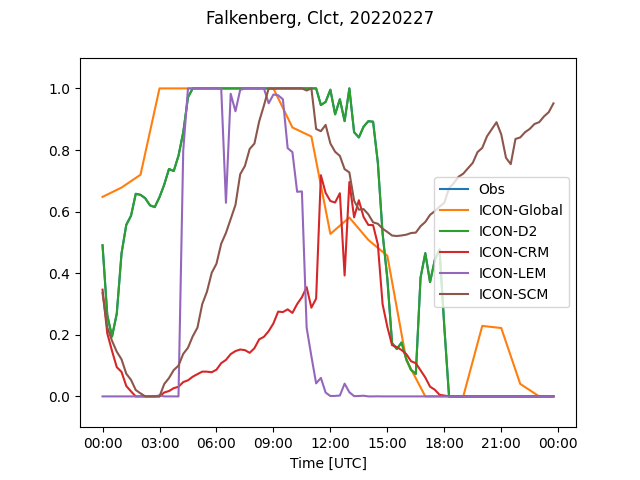 Falkenberg, Clct, 20220227
1.0
0.8
0.6
0.4
0.2
0.0
Obs
ICON-Global
ICON-D2
ICON-CRM
ICON-LEM
ICON-SCM
00:00 03:00 06:00 09:00 12:00 15:00 18:00 21:00 00:00
Time [UTC]